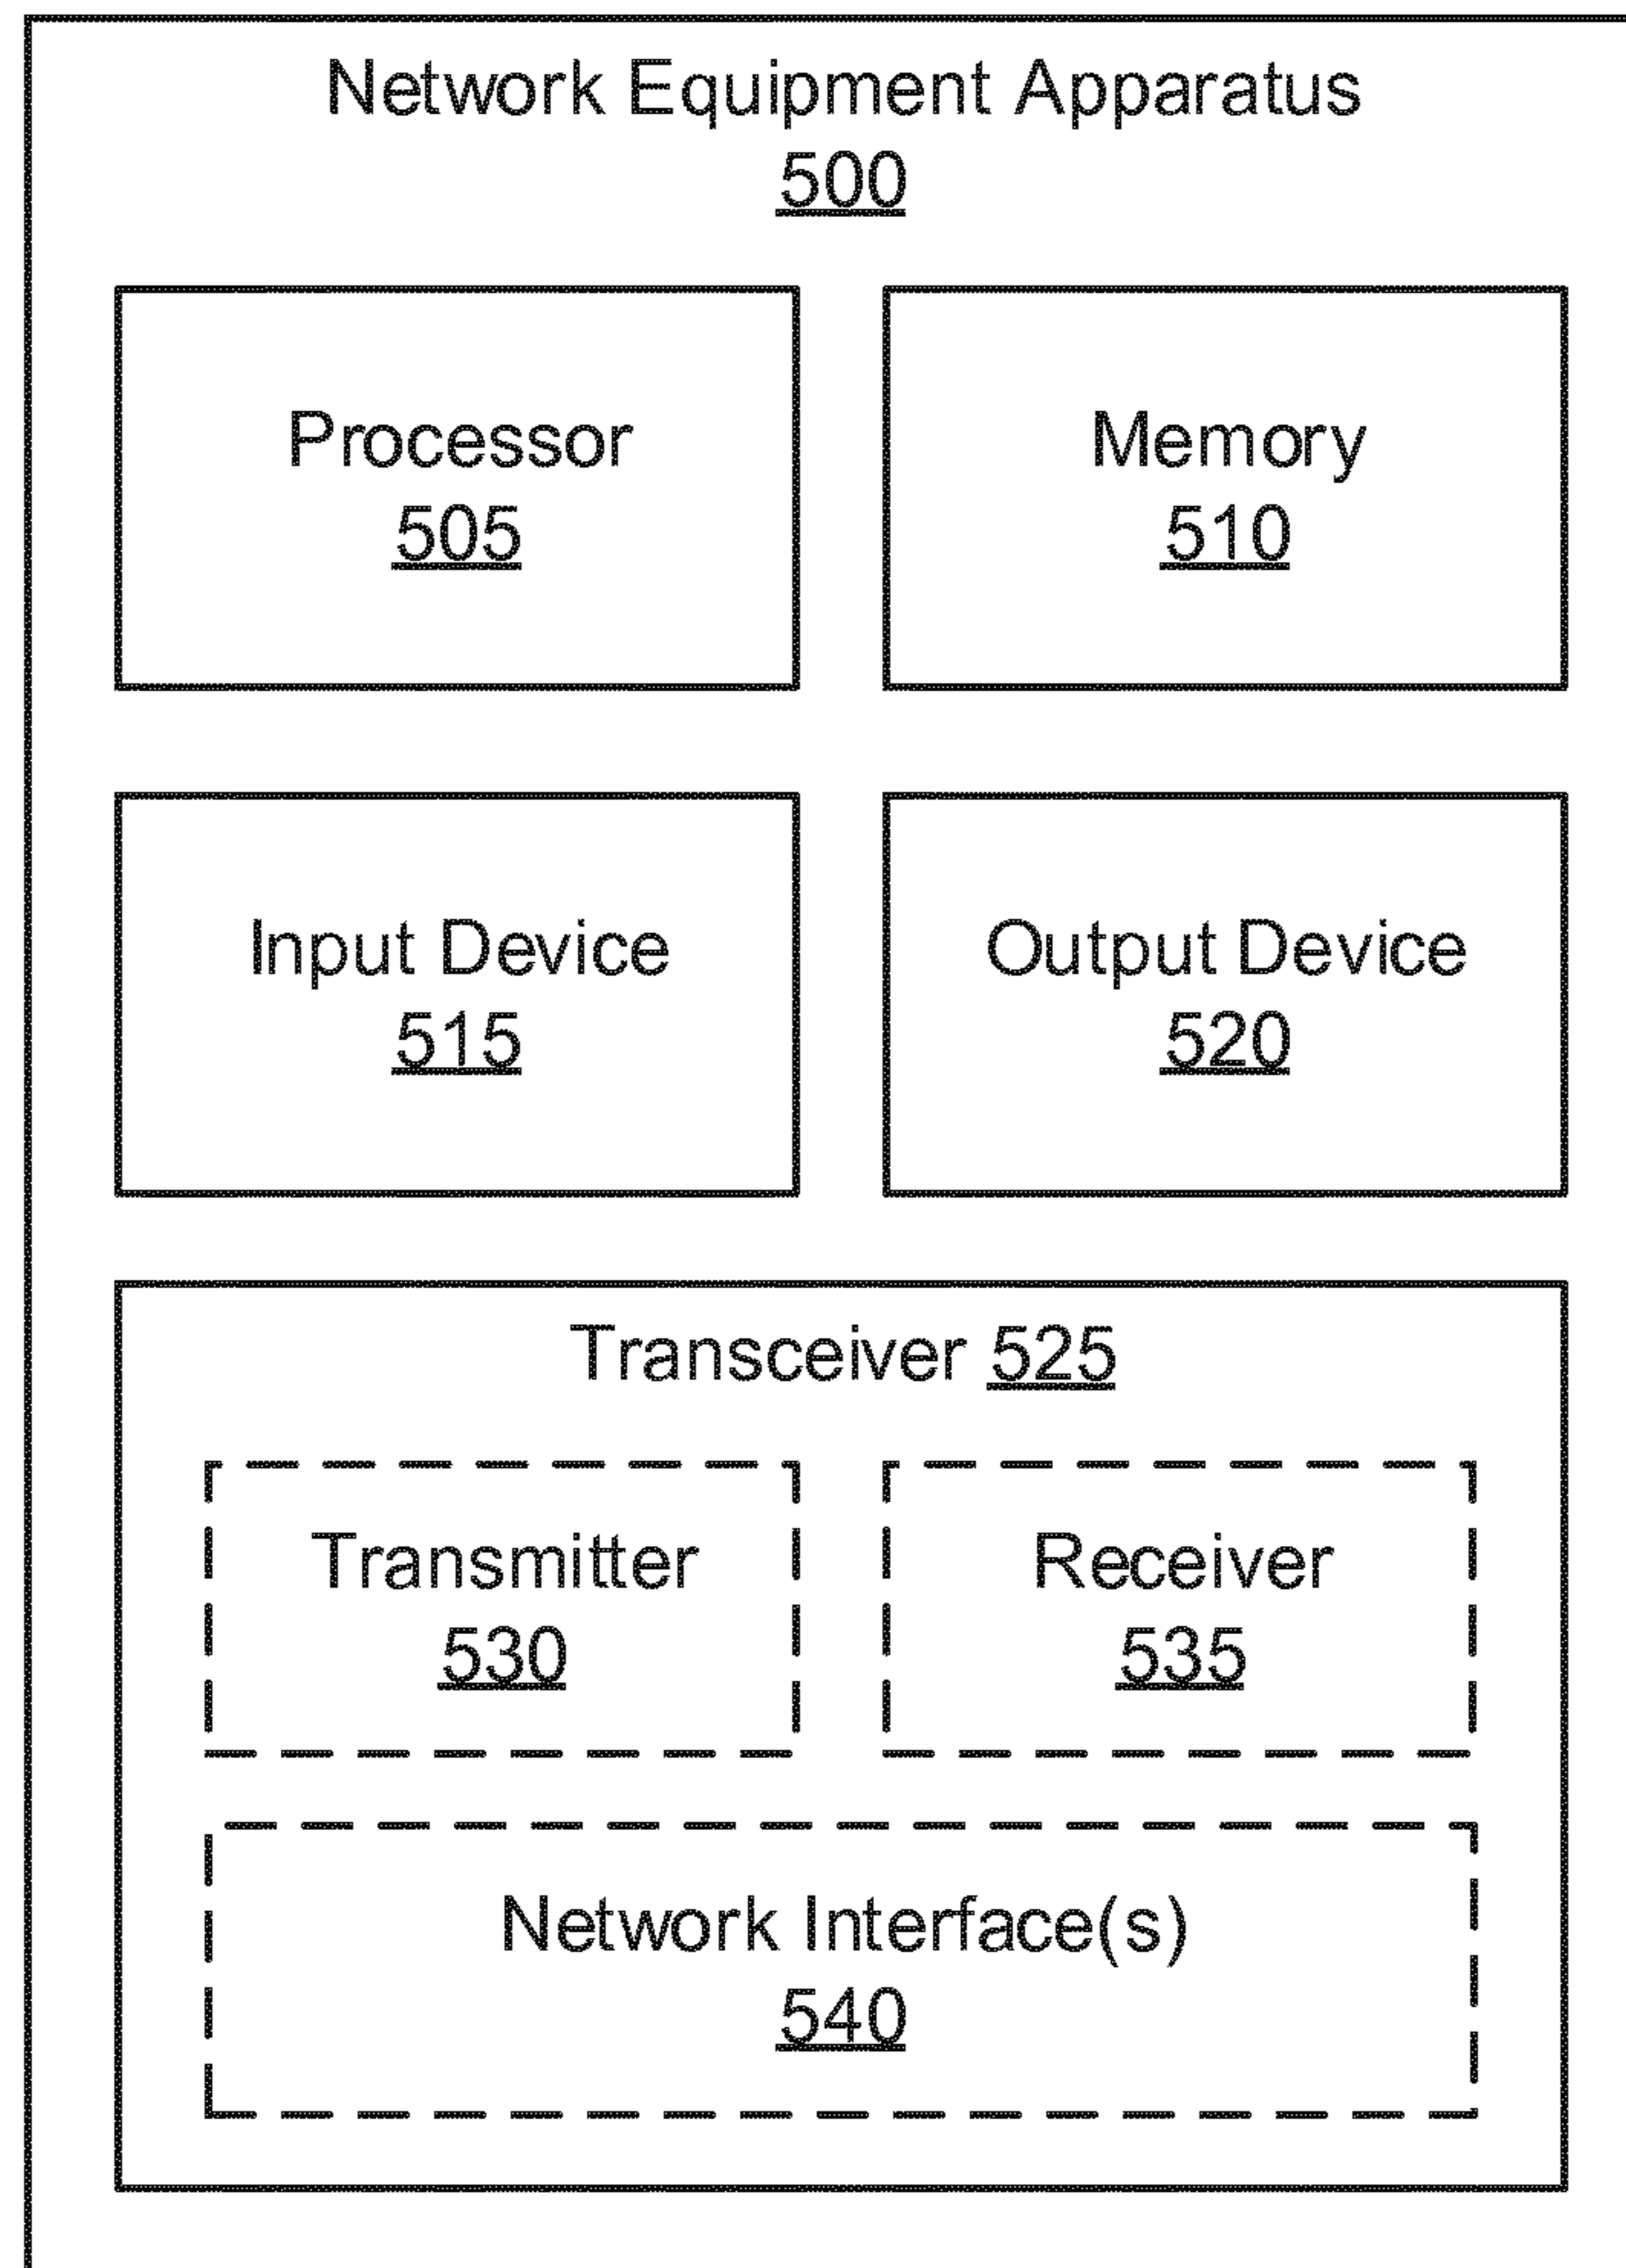 Network Equipment Apparatus
500
Processor
505
Memory
510
Input Device
515
Output Device
520
Transceiver 525
Transmitter
530
Receiver
535
Network Interface(s)
540